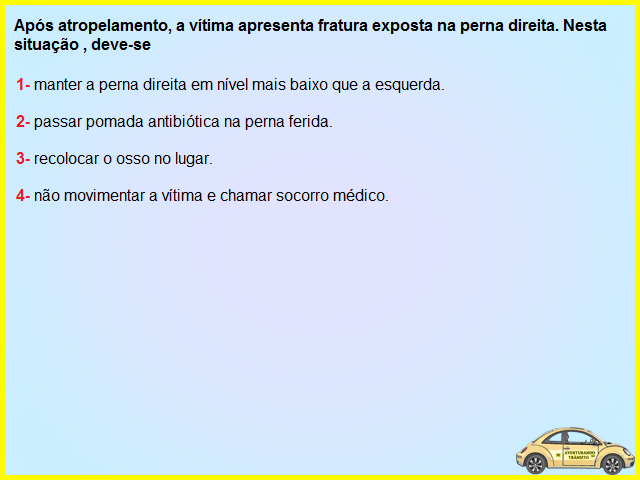 Após atropelamento, a vítima apresenta fratura exposta na perna direita. Nesta
situação , deve-se
1- manter a perna direita em nível mais baixo que a esquerda.
2- passar pomada antibiótica na perna ferida.
3- recolocar o osso no lugar.
4- não movimentar a vítima e chamar socorro médico.
AVENTURANDO
TRÂNSITO